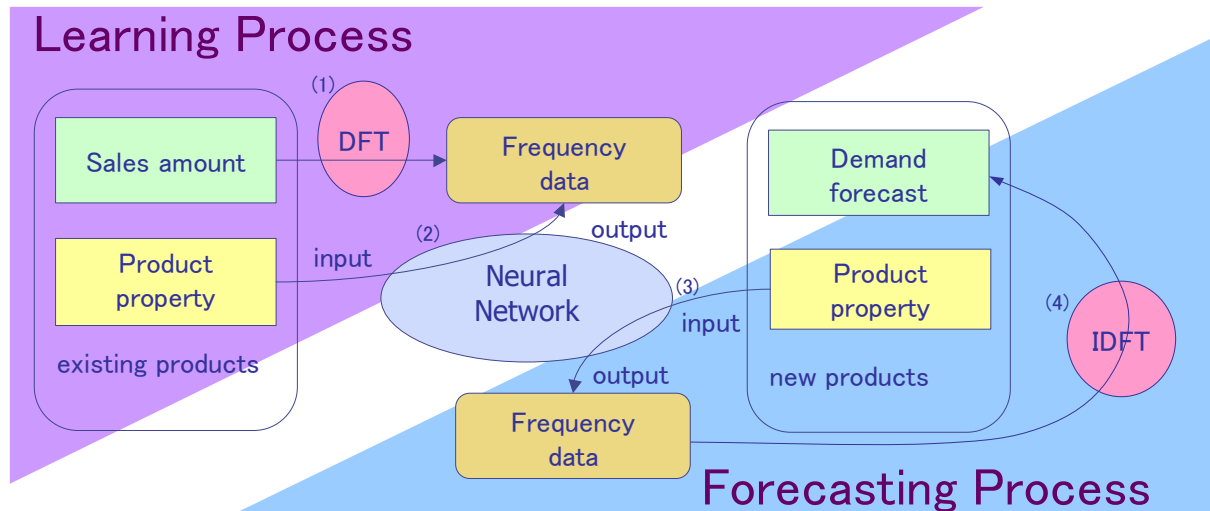 Learning Process
(1)
DFT
Sales amount
Frequency
data
Product
property
existing products
input
(2)
output
Neural
Network
Demand
forecast
Product
property
new products
(3)
input
output
Frequency
data
(4)
IDFT
Forecasting Process